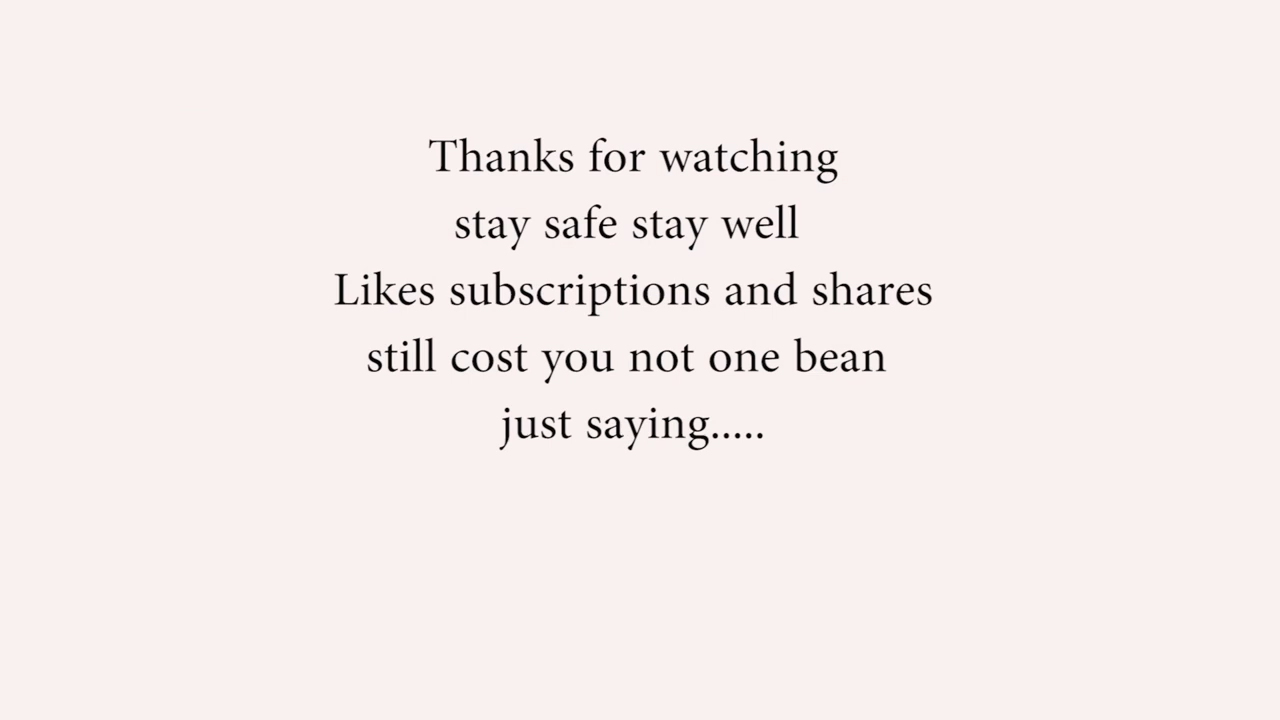 Thanks for watching
stay safe stay well
Likes subscriptions and shares
still cost you not one bean
just saying.....